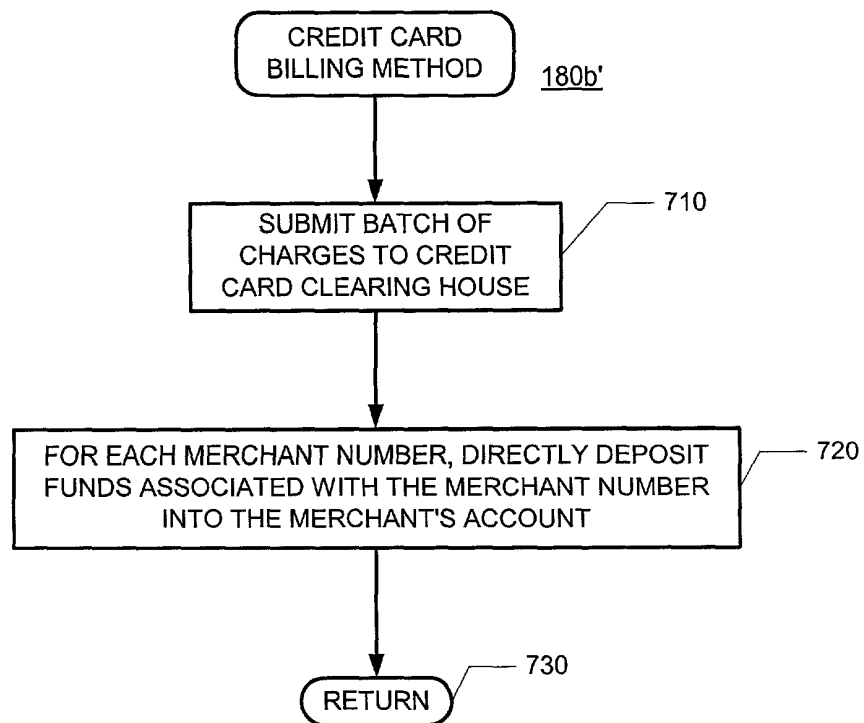 CREDIT CARD
BILLING METHOD
180b'
710
SUBMIT BATCH OF
CHARGES TO CREDIT
CARD CLEARING HOUSE
720
FOR EACH MERCHANT NUMBER, DIRECTLY DEPOSIT
FUNDS ASSOCIATED WITH THE MERCHANT NUMBER
INTO THE MERCHANT'S ACCOUNT
730
RETURN